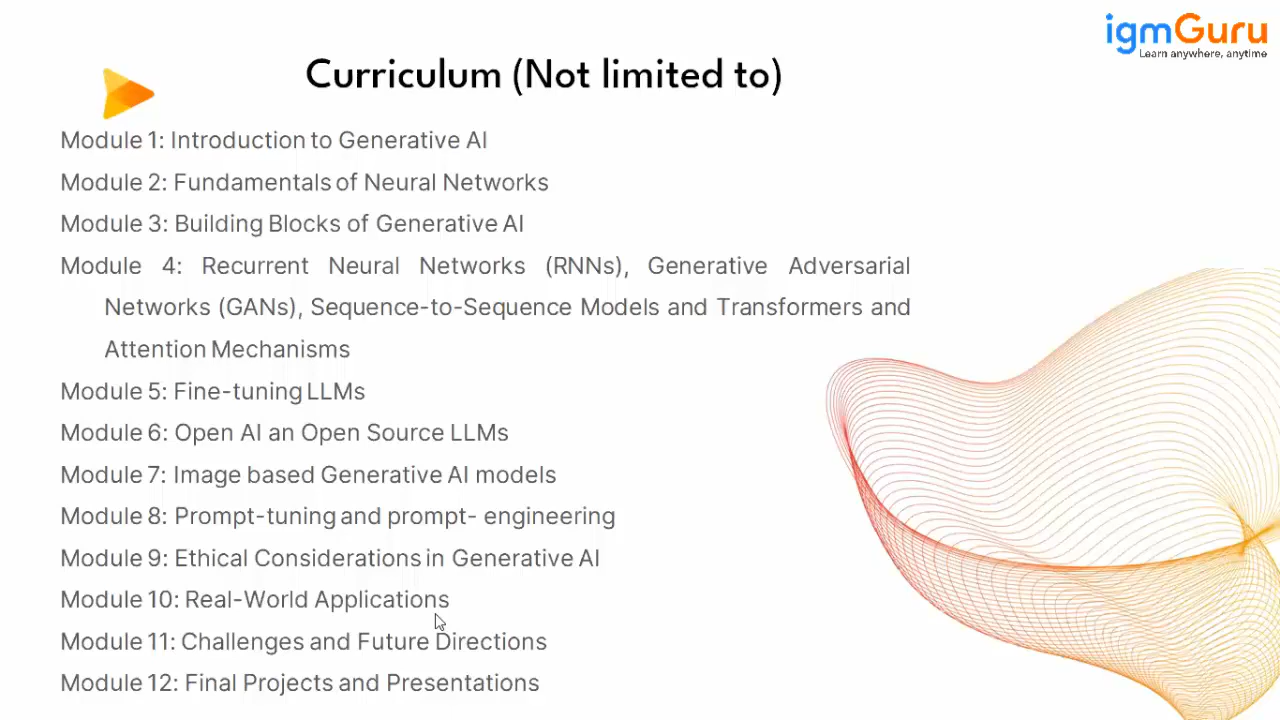 igmGuru
Learn anywhere, anytime
Curriculum (Not limited to)
Module 1: Introduction to Generative AI
Module 2: Fundamentals of Neural Networks
Module 3: Building Blocks of Generative AI
Module 4: Recurrent Neural Networks (RNNs), Generative Adversarial
Networks (GANs), Sequence-to-Sequence Models and Transformers and
Attention Mechanisms
Module 5: Fine-tuning LLMs
Module 6: Open AI an Open Source LLMs
Module 7: Image based Generative AI models
Module 8: Prompt-tuning and prompt- engineering
Module 9: Ethical Considerations in Generative AI
Module 10: Real-World Applications
Module 11: Challenges and Future Directions
Module 12: Final Projects and Presentations